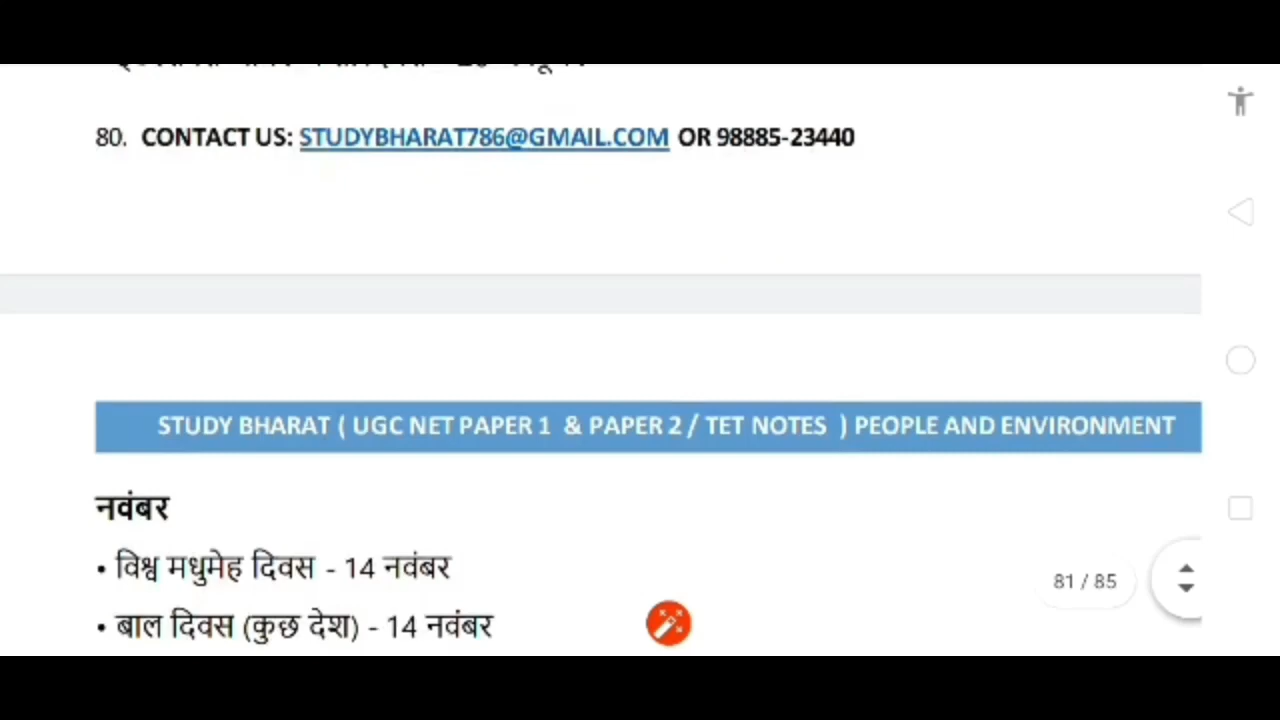 80. CONTACT US: STUDYBHARAT786@GMAIL.COM OR 98885-23440
STUDY BHARAT ( UGC NET PAPER 1 & PAPER 2 / TET NOTES ) PEOPLE AND ENVIRONMENT
नवंबर
• विश्व मधुमेह दिवस - 14 नवंबर
81 / 85
• बाल दिवस (कुछ देश) - 14 नवंबर